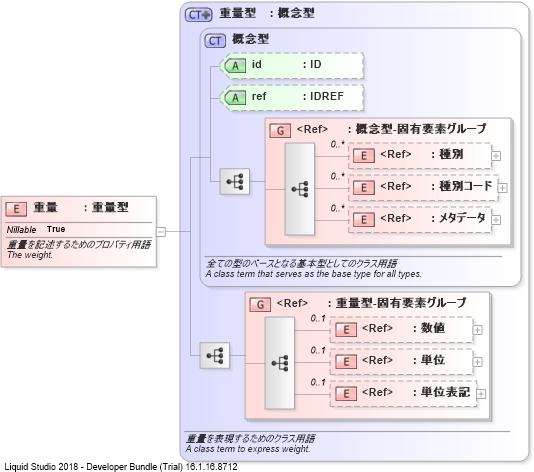 CT 重量型 : 概念型
CT 概念型
A id : ID
A ref : IDREF
G <Ref> : 概念型-固有要素グループ
0..*
E <Ref> : 種別
0..*
E <Ref> : 種別コード
0..*
E <Ref> : メタデータ
E 重量 : 重量型
Nillable True
重量を記述するためのプロパティ用語
The weight.
全ての型のベースとなる基本型としてのクラス用語
A class term that serves as the base type for all types.
G <Ref> : 重量型-固有要素グループ
0..1
E <Ref> : 数値
0..1
E <Ref> : 単位
0..1
E <Ref> : 単位表記
重量を表現するためのクラス用語
A class term to express weight.
Liquid Studio 2018 - Developer Bundle (Trial) 16.1.16.8712